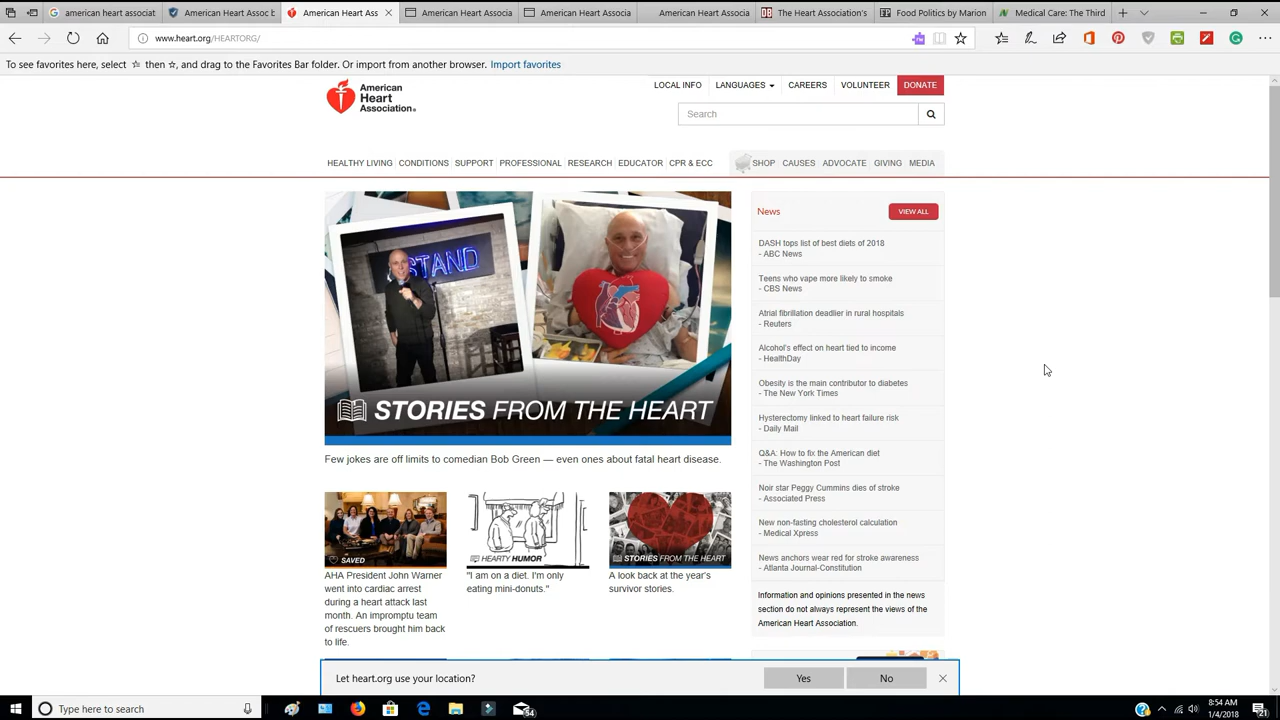 american heart associat
American Heart Assoc b
American Heart Ass
American Heart Associa
American Heart Associa
American Heart Associa
The Heart Association's
Food Politics by Marion
Medical Care: The Third
www.heart.org/HEARTORG/
To see favorites here, select ☆ then ☆, and drag to the Favorites Bar folder. Or import from another browser. Import favorites
American
Heart
Association®
LOCAL INFO LANGUAGES CAREERS VOLUNTEER DONATE
Search
HEALTHY LIVING CONDITIONS SUPPORT PROFESSIONAL RESEARCH EDUCATOR CPR & ECC SHOP CAUSES ADVOCATE GIVING MEDIA
STAND
STORIES FROM THE HEART
Few jokes are off limits to comedian Bob Green — even ones about fatal heart disease.
SAVED
AHA President John Warner
went into cardiac arrest
during a heart attack last
month. An impromptu team
of rescuers brought him back
to life.
HEARTY HUMOR
"I am on a diet. I'm only
eating mini-donuts."
STORIES FROM THE HEART
A look back at the year's
survivor stories.
News VIEW ALL
DASH tops list of best diets of 2018
- ABC News
Teens who vape more likely to smoke
- CBS News
Atrial fibrillation deadlier in rural hospitals
- Reuters
Alcohol's effect on heart tied to income
- HealthDay
Obesity is the main contributor to diabetes
- The New York Times
Hysterectomy linked to heart failure risk
- Daily Mail
Q&A: How to fix the American diet
- The Washington Post
Noir star Peggy Cummins dies of stroke
- Associated Press
New non-fasting cholesterol calculation
- Medical Xpress
News anchors wear red for stroke awareness
- Atlanta Journal-Constitution
Information and opinions presented in the news
section do not always represent the views of the
American Heart Association.
Let heart.org use your location? Yes No
Type here to search
54
8:54 AM
1/4/2018
21